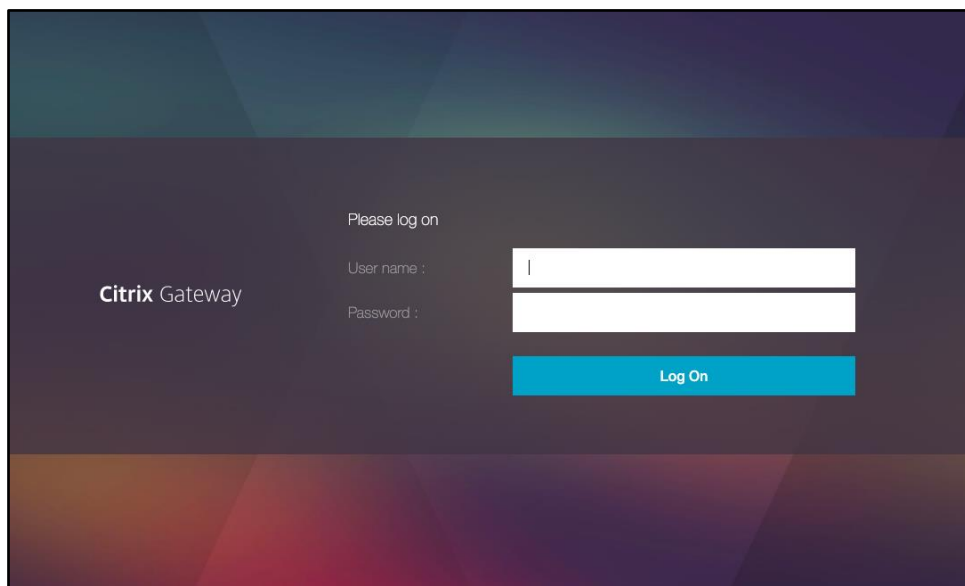 Please log on
User name :
Citrix Gateway
Password :
Log On